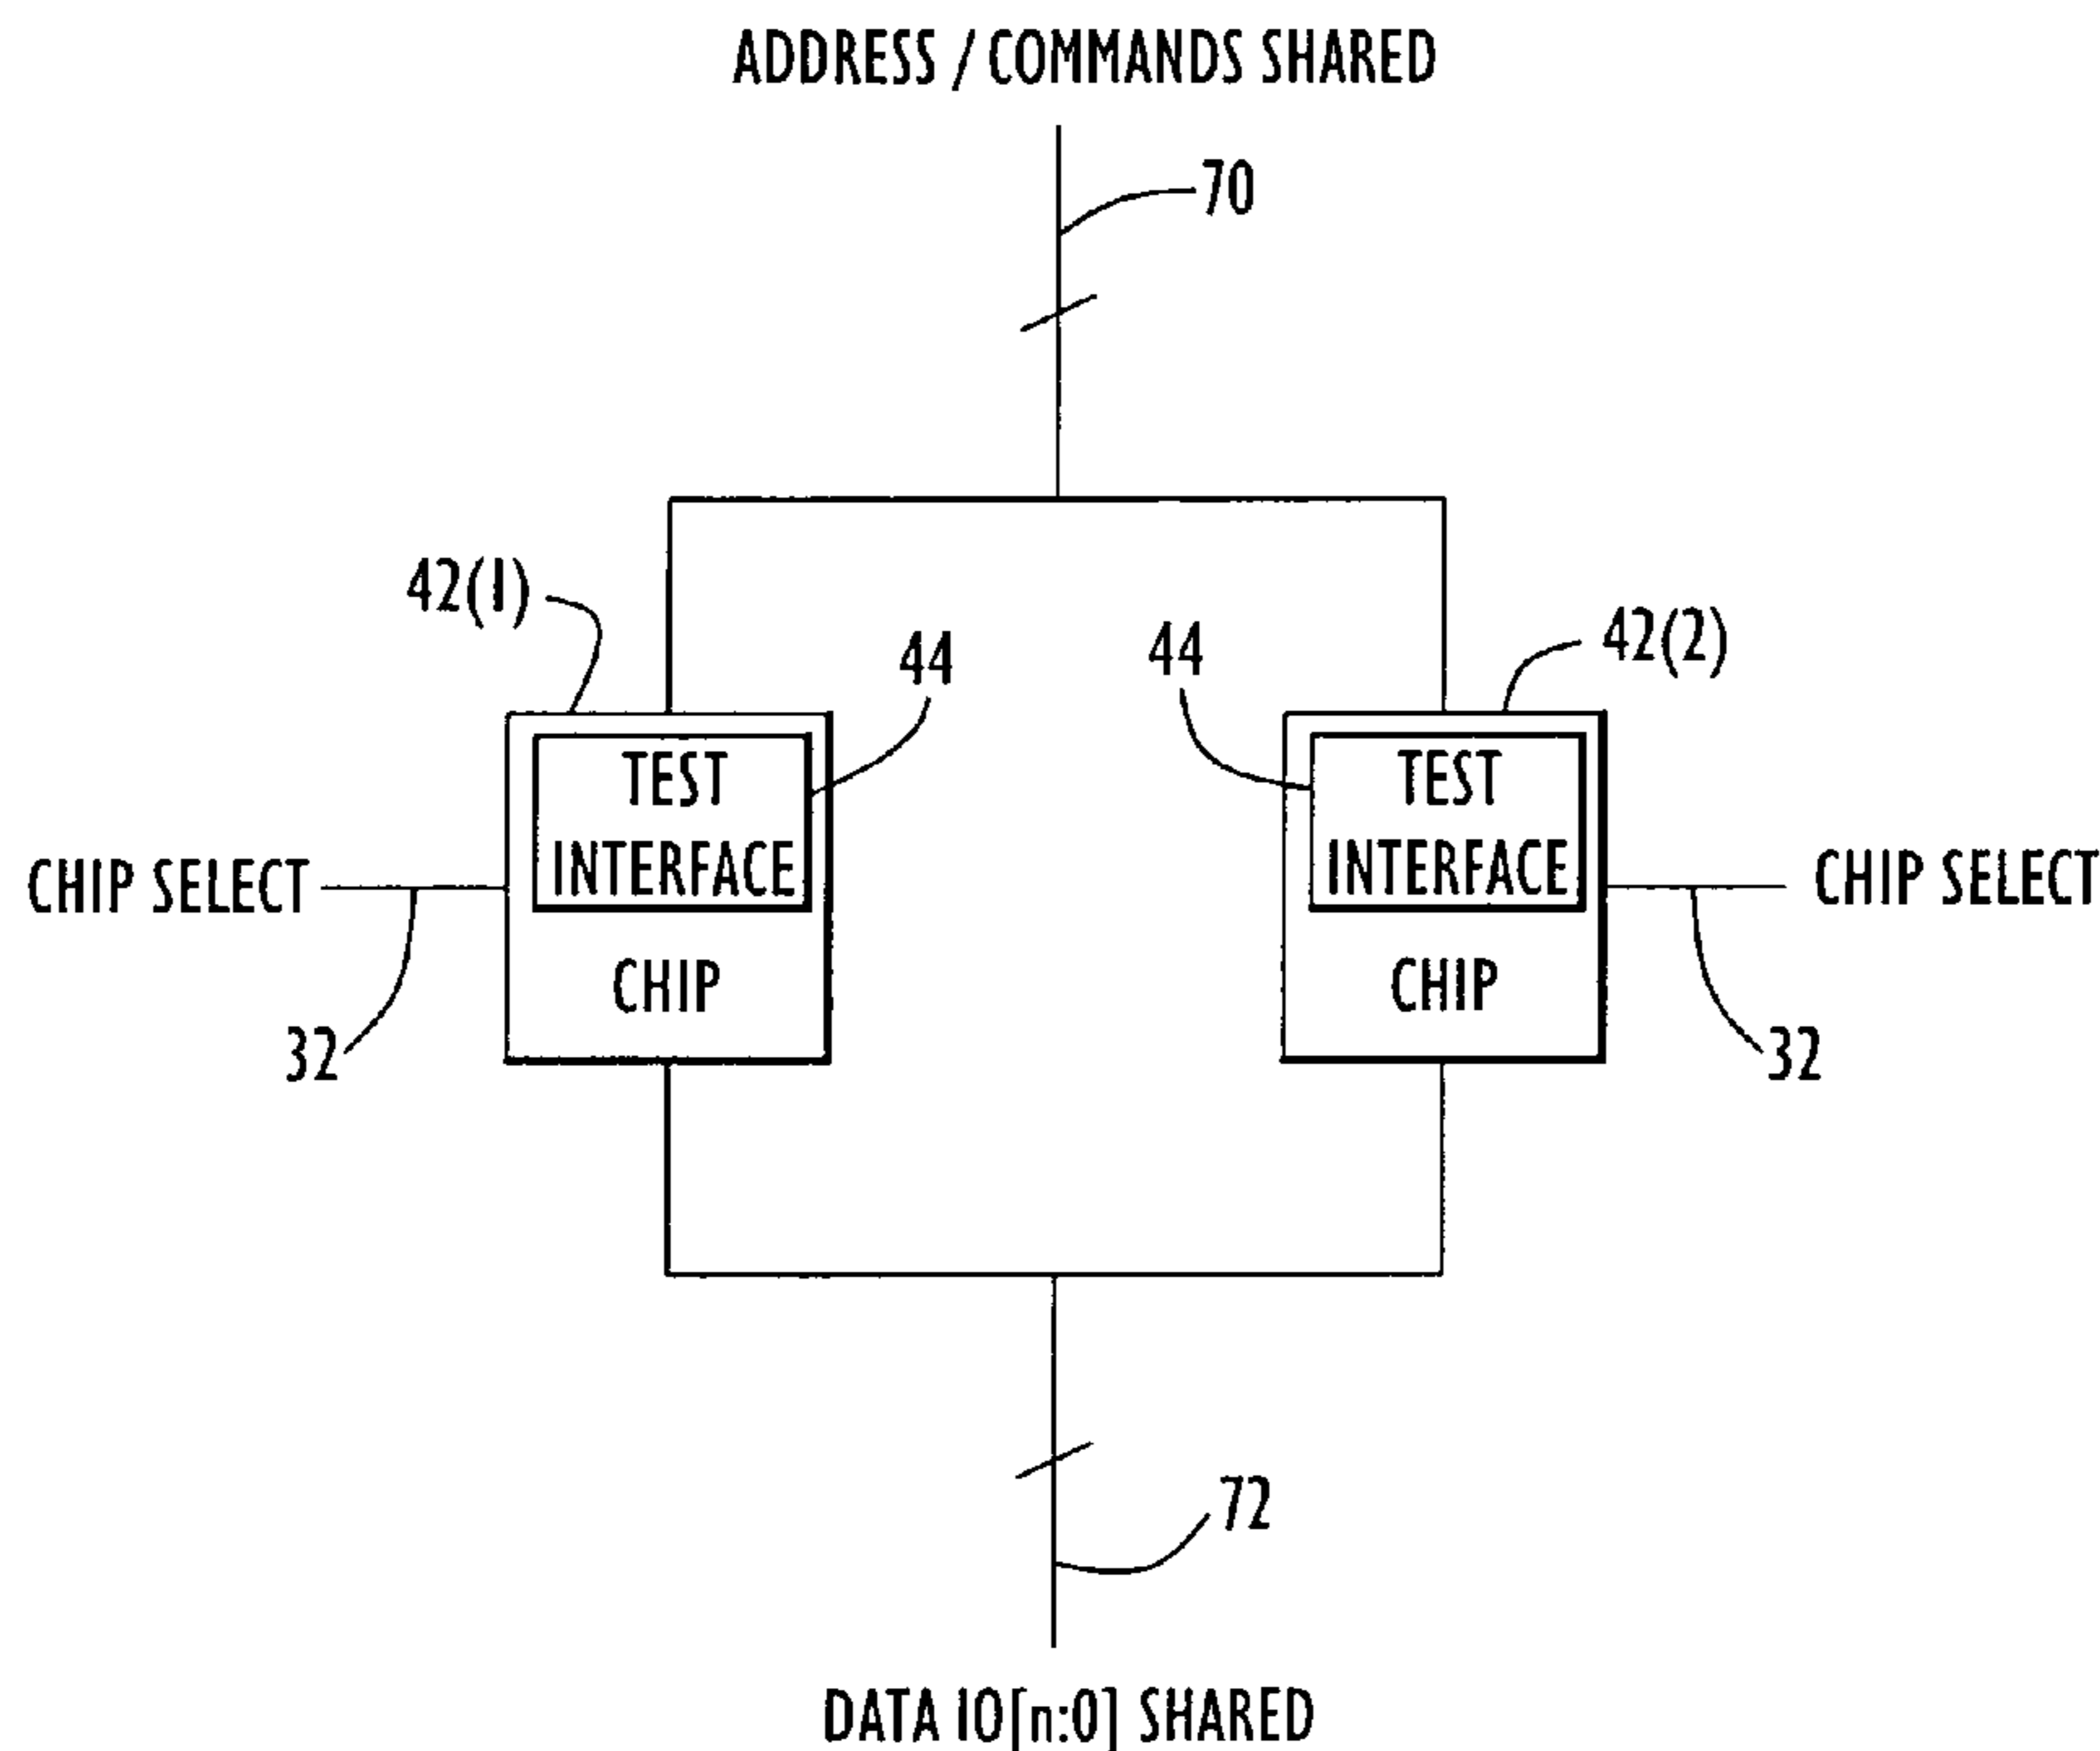 ADDRESS / COMMANDS SHARED
70
42(1)
44
44
42(2)
TEST
INTERFACE
CHIP
TEST
INTERFACE
CHIP
CHIP SELECT
CHIP SELECT
32
32
72
DATA IO[n:0] SHARED